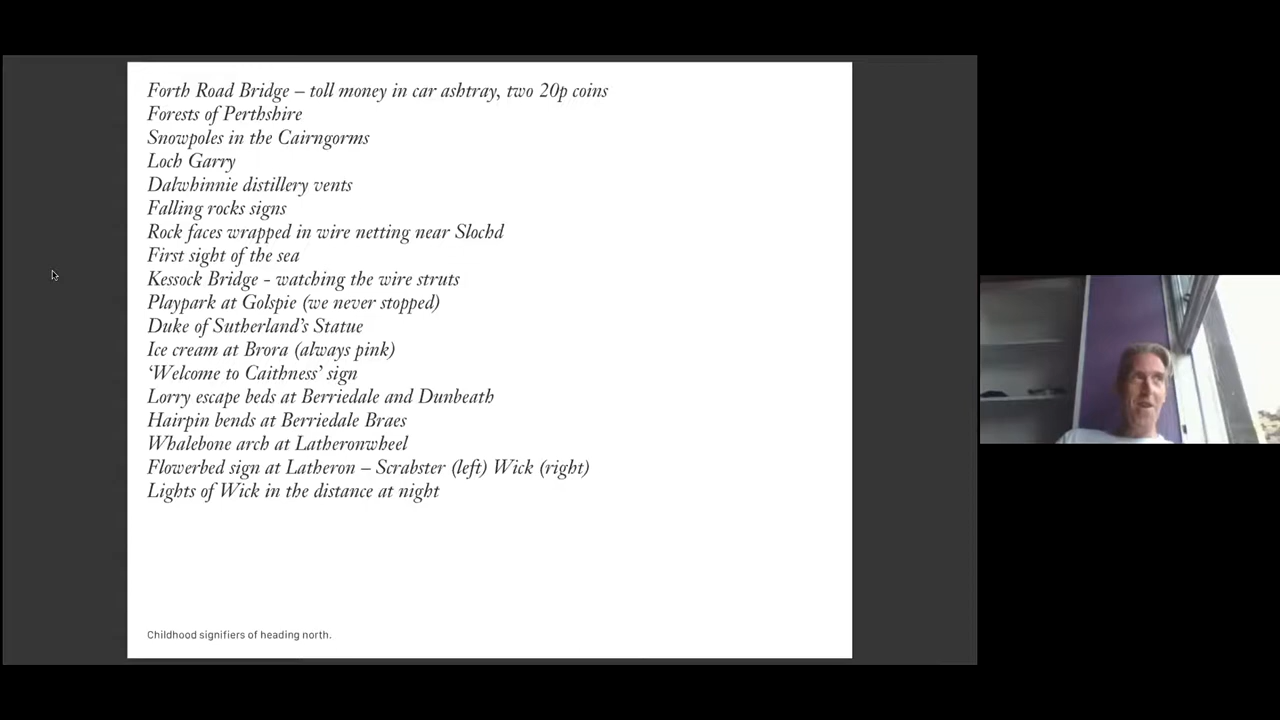 Forth Road Bridge – toll money in car ashtray, two 20p coins
Forests of Perthshire
Snowpoles in the Cairngorms
Loch Garry
Dalwhinnie distillery vents
Falling rocks signs
Rock faces wrapped in wire netting near Slochd
First sight of the sea
Kessock Bridge - watching the wire struts
Playpark at Golspie (we never stopped)
Duke of Sutherland’s Statue
Ice cream at Brora (always pink)
‘Welcome to Caithness’ sign
Lorry escape beds at Berriedale and Dunbeath
Hairpin bends at Berriedale Braes
Whalebone arch at Latheronwheel
Flowerbed sign at Latheron – Scrabster (left) Wick (right)
Lights of Wick in the distance at night
Childhood signifiers of heading north.